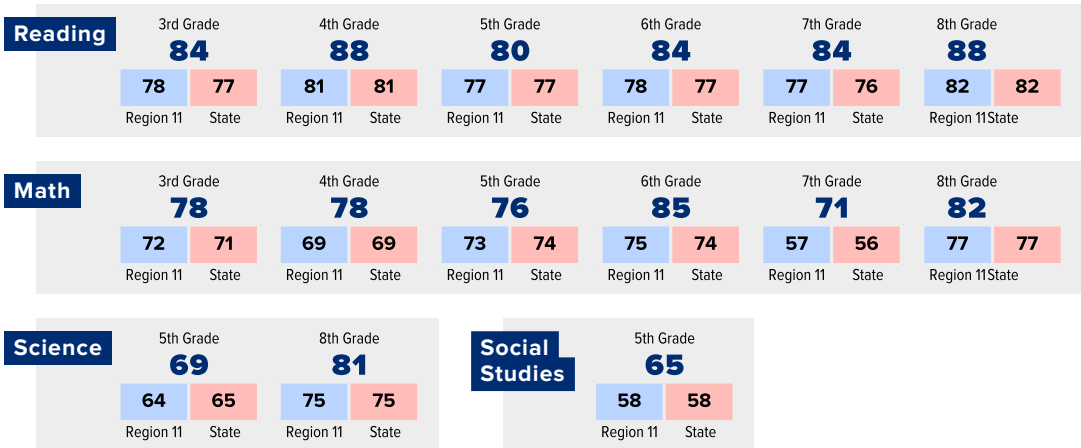 Reading
3rd Grade 4th Grade 5th Grade 6th Grade 7th Grade 8th Grade
84 88 80 84 84 88
78 77 81 81 77 77 78 77 77 76 82 82
Region 11 State Region 11 State Region 11 State Region 11 State Region 11 State Region 11 State
Math
3rd Grade 4th Grade 5th Grade 6th Grade 7th Grade 8th Grade
78 78 76 85 71 82
72 71 69 69 73 74 75 74 57 56 77 77
Region 11 State Region 11 State Region 11 State Region 11 State Region 11 State Region 11 State
Science
5th Grade 8th Grade
69 81
64 65 75 75
Region 11 State Region 11 State
Social
Studies
5th Grade
65
58 58
Region 11 State